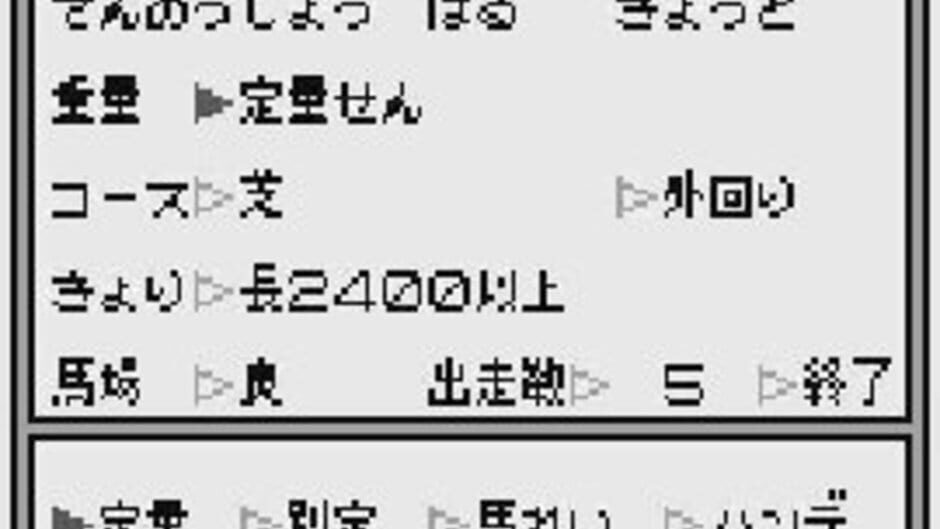 てんのうしょう はる きょうと
重量 ▶定量せん
コース▷芝 ▷外回り
きょり▷長2400以上
馬場 ▷良 出走数▷ 5 ▷終了
▶定量 ▷別定 ▷馬れい ▷ハンデ